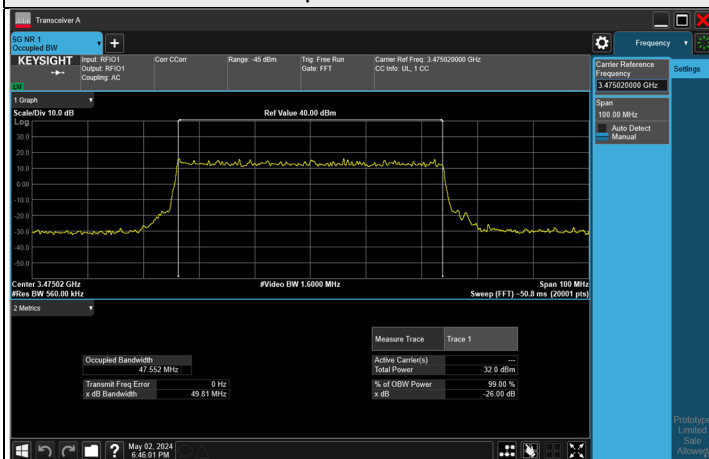 Transceiver A
5G NR 1
Occupied BW
Frequency
KEYSIGHT
Input: RFIO1
Output: RFIO1
Coupling: AC
Corr CCorr
Range: -45 dBm
Trig: Free Run
Gate: FFT
Carrier Ref Freq: 3.475020000 GHz
CC Info: UL, 1 CC
LV
Carrier Reference
Frequency
3.475020000 GHz
Settings
Span
100.00 MHz
Auto Detect
Manual
1 Graph
Scale/Div 10.0 dB
Ref Value 40.00 dBm
Log
30.0
20.0
10.0
0.00
-10.0
-20.0
-30.0
-40.0
-50.0
Center 3.47502 GHz
#Video BW 1.6000 MHz
Span 100 MHz
#Res BW 560.00 kHz
Sweep (FFT) ~50.8 ms (20001 pts)
2 Metrics
Measure Trace
Trace 1
Occupied Bandwidth
47.552 MHz
Active Carrier(s)
---
Total Power
32.0 dBm
Transmit Freq Error
0 Hz
x dB Bandwidth
49.81 MHz
% of OBW Power
99.00 %
x dB
-26.00 dB
May 02, 2024
6:46:01 PM
Prototype
Limited
Sale
Allowed